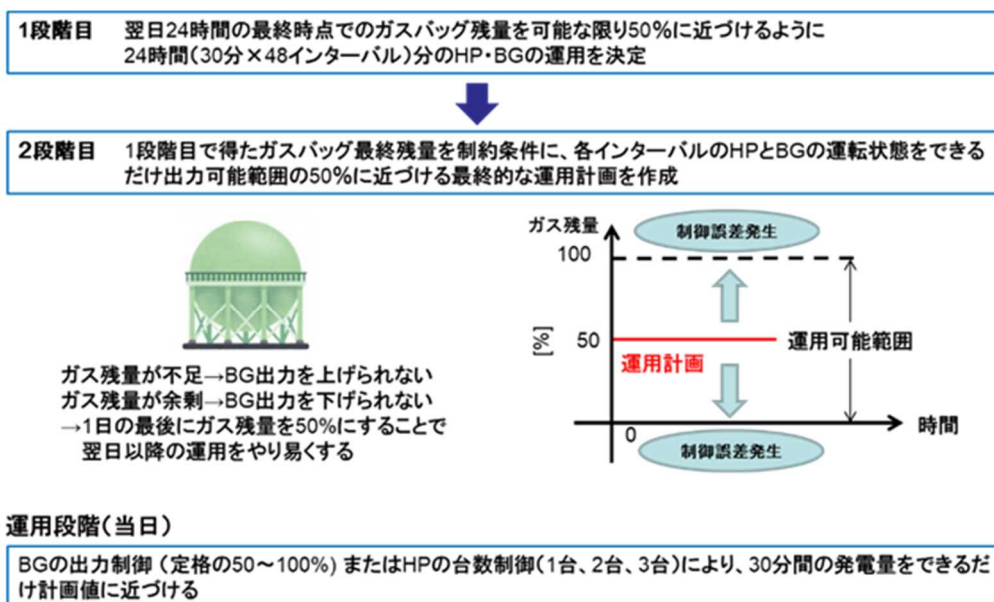 1段階目 翌日24時間の最終時点でのガスバッグ残量を可能な限り50%に近づけるように
24時間(30分×48インターバル)分のHP・BGの運用を決定
2段階目 1段階目で得たガスバッグ最終残量を制約条件に、各インターバルのHPとBGの運転状態をできる
だけ出力可能範囲の50%に近づける最終的な運用計画を作成
ガス残量が不足→BG出力を上げられない
ガス残量が余剰→BG出力を下げられない
→1日の最後にガス残量を50%にすることで
翌日以降の運用をやり易くする
ガス残量
制御誤差発生
100
[%]
50
運用計画
運用可能範囲
0
時間
制御誤差発生
運用段階(当日)
BGの出力制御 (定格の50~100%) またはHPの台数制御(1台、2台、3台)により、30分間の発電量をできるだ
け計画値に近づける